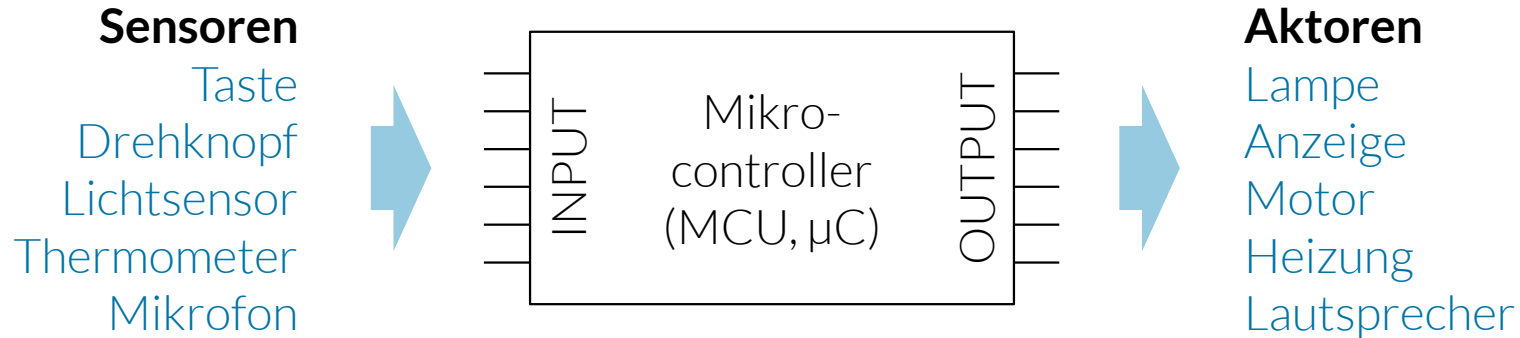 Sensoren
Taste
Drehknopf
Lichtsensor
Thermometer
Mikrofon
INPUT
Mikro-
controller
(MCU, µC)
OUTPUT
Aktoren
Lampe
Anzeige
Motor
Heizung
Lautsprecher